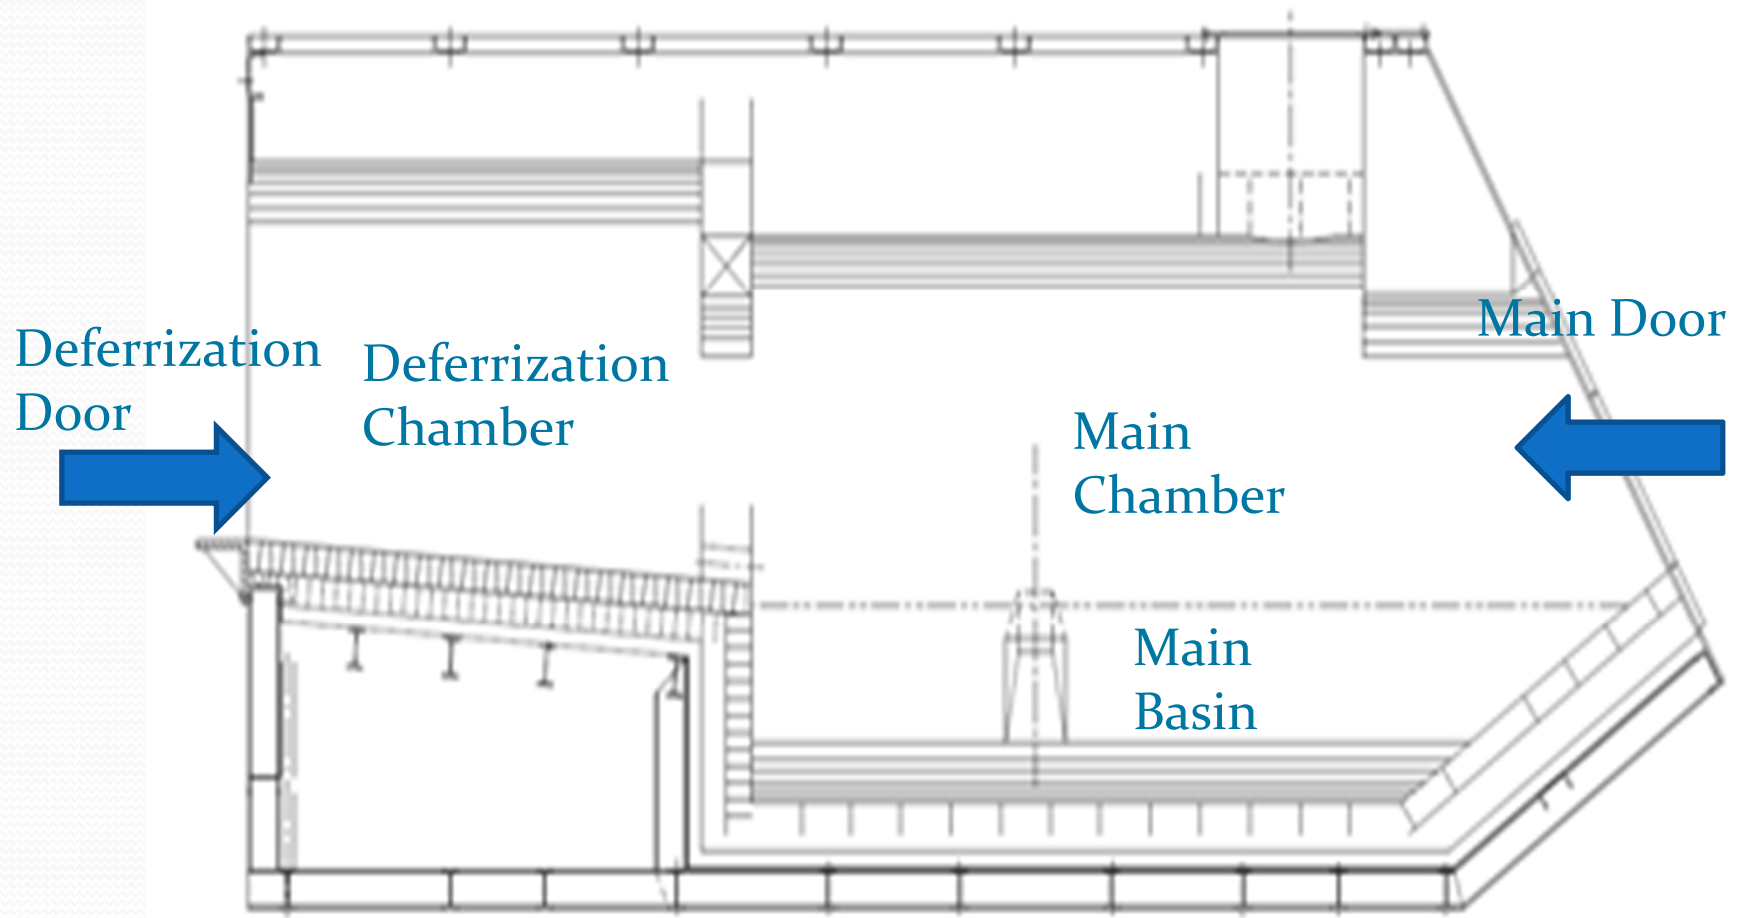 Deferrization
Door
Deferrization
Chamber
Main Door
Main
Chamber
Main
Basin